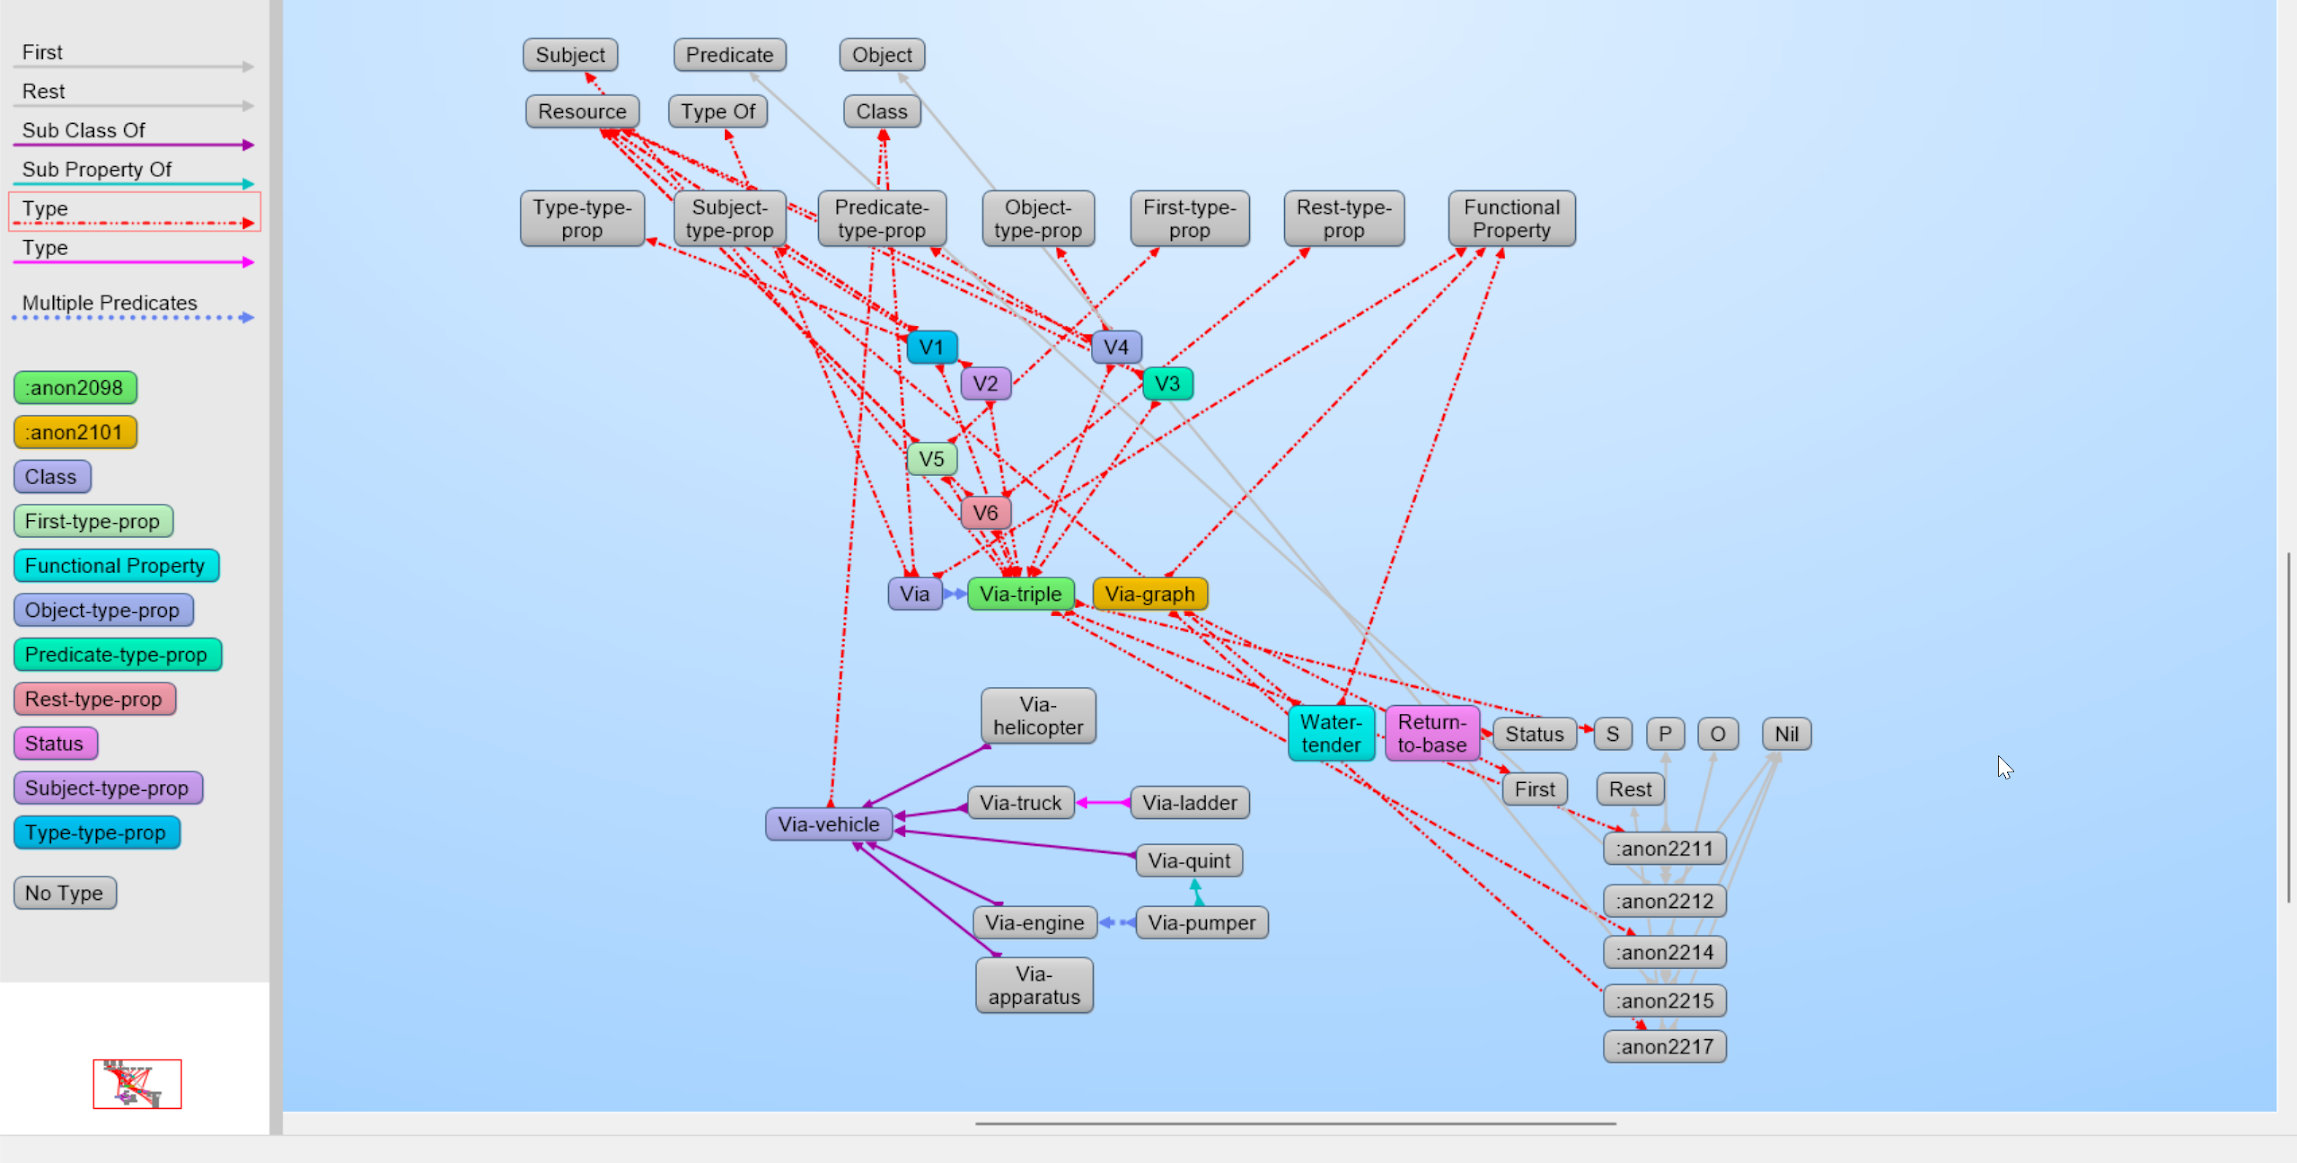 First
Rest
Sub Class Of
Sub Property Of
Type
Type
Multiple Predicates
:anon2098
:anon2101
Class
First-type-prop
Functional Property
Object-type-prop
Predicate-type-prop
Rest-type-prop
Status
Subject-type-prop
Type-type-prop
No Type
Subject
Predicate
Object
Resource
Type Of
Class
Type-type-
prop
Subject-
type-prop
Predicate-
type-prop
Object-
type-prop
First-type-
prop
Rest-type-
prop
Functional
Property
V1
V4
V2
V3
V5
V6
Via
Via-triple
Via-graph
Via-
helicopter
Water-
tender
Return-
to-base
Status
S
P
O
Nil
First
Rest
Via-truck
Via-ladder
Via-vehicle
Via-quint
Via-engine
Via-pumper
Via-
apparatus
:anon2211
:anon2212
:anon2214
:anon2215
:anon2217